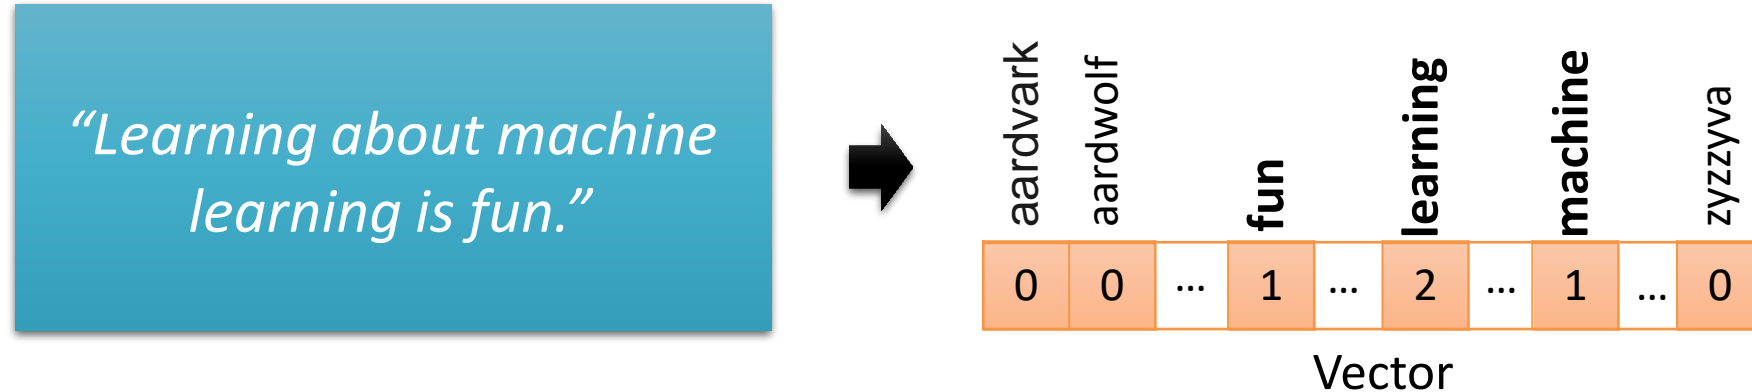 “Learning about machine
learning is fun.”
aardvark aardwolf fun learning machine zyzzyva
0 0 ... 1 ... 2 ... 1 ... 0
Vector